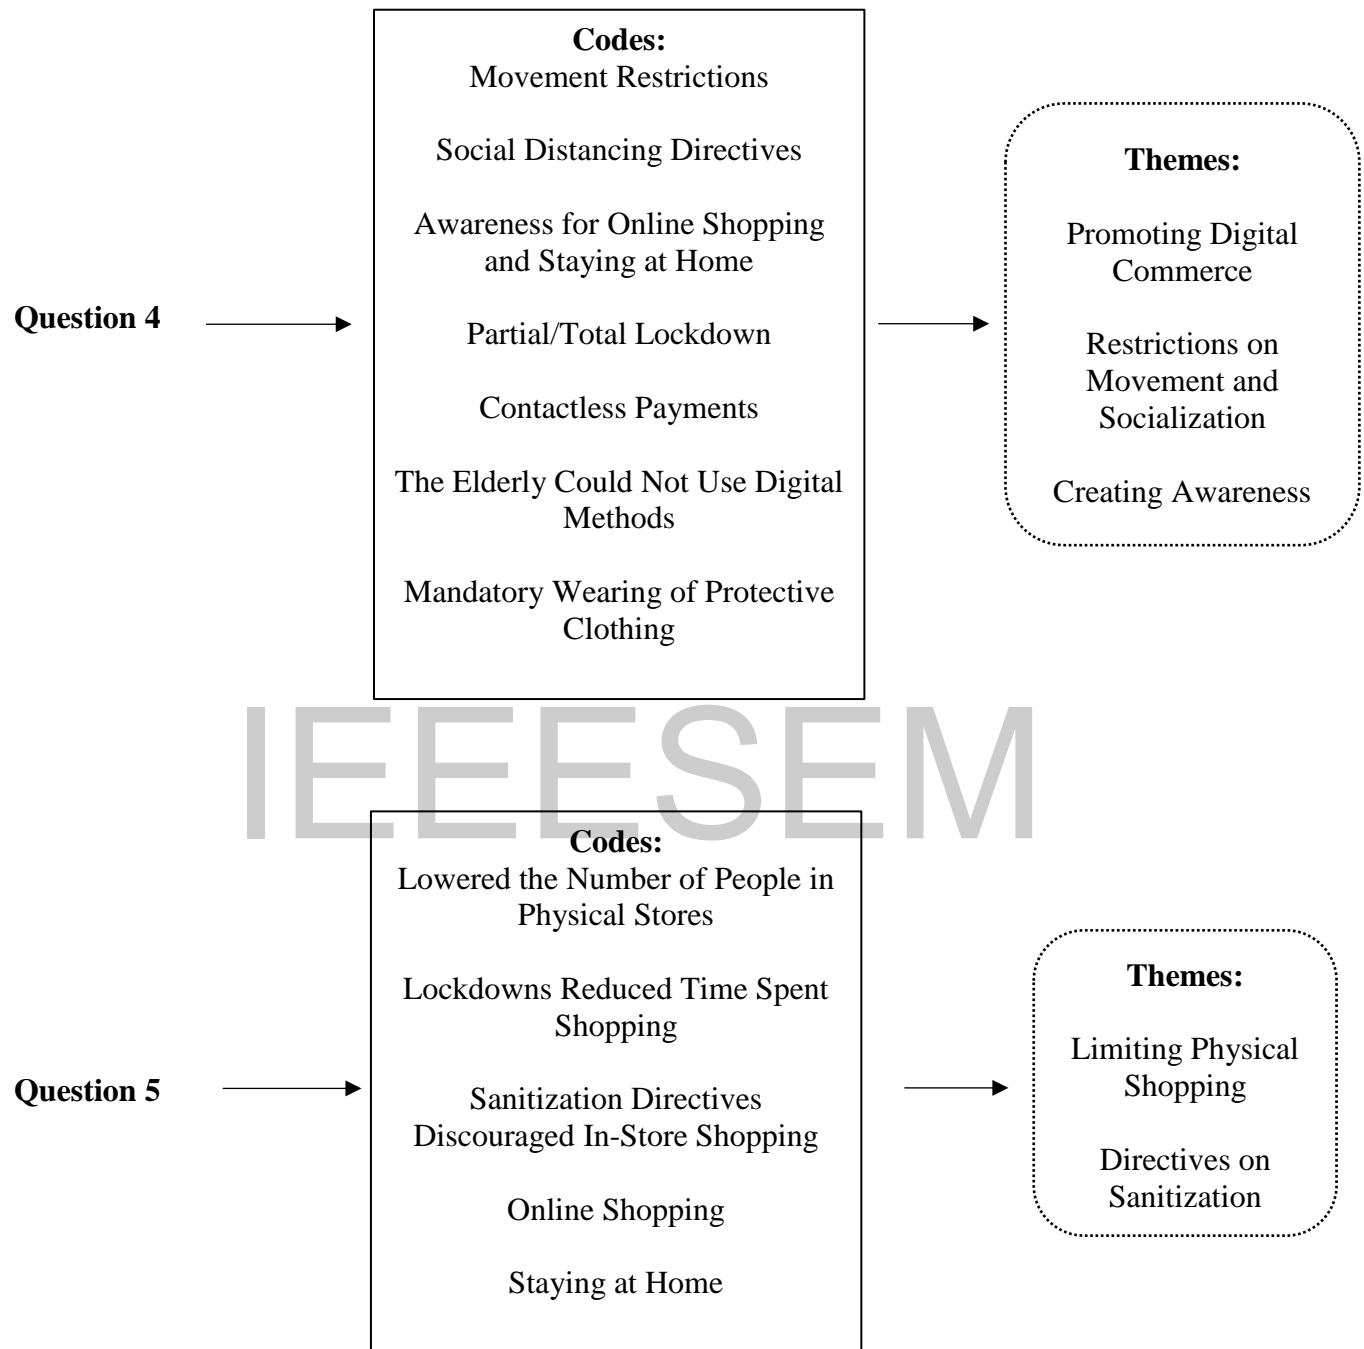 Codes:
Movement Restrictions
Social Distancing Directives
Awareness for Online Shopping
and Staying at Home
Partial/Total Lockdown
Contactless Payments
The Elderly Could Not Use Digital
Methods
Mandatory Wearing of Protective
Clothing
Question 4
Themes:
Promoting Digital
Commerce
Restrictions on
Movement and
Socialization
Creating Awareness
IEEESEM
Codes:
Lowered the Number of People in
Physical Stores
Lockdowns Reduced Time Spent
Shopping
Sanitization Directives
Discouraged In-Store Shopping
Online Shopping
Staying at Home
Question 5
Themes:
Limiting Physical
Shopping
Directives on
Sanitization